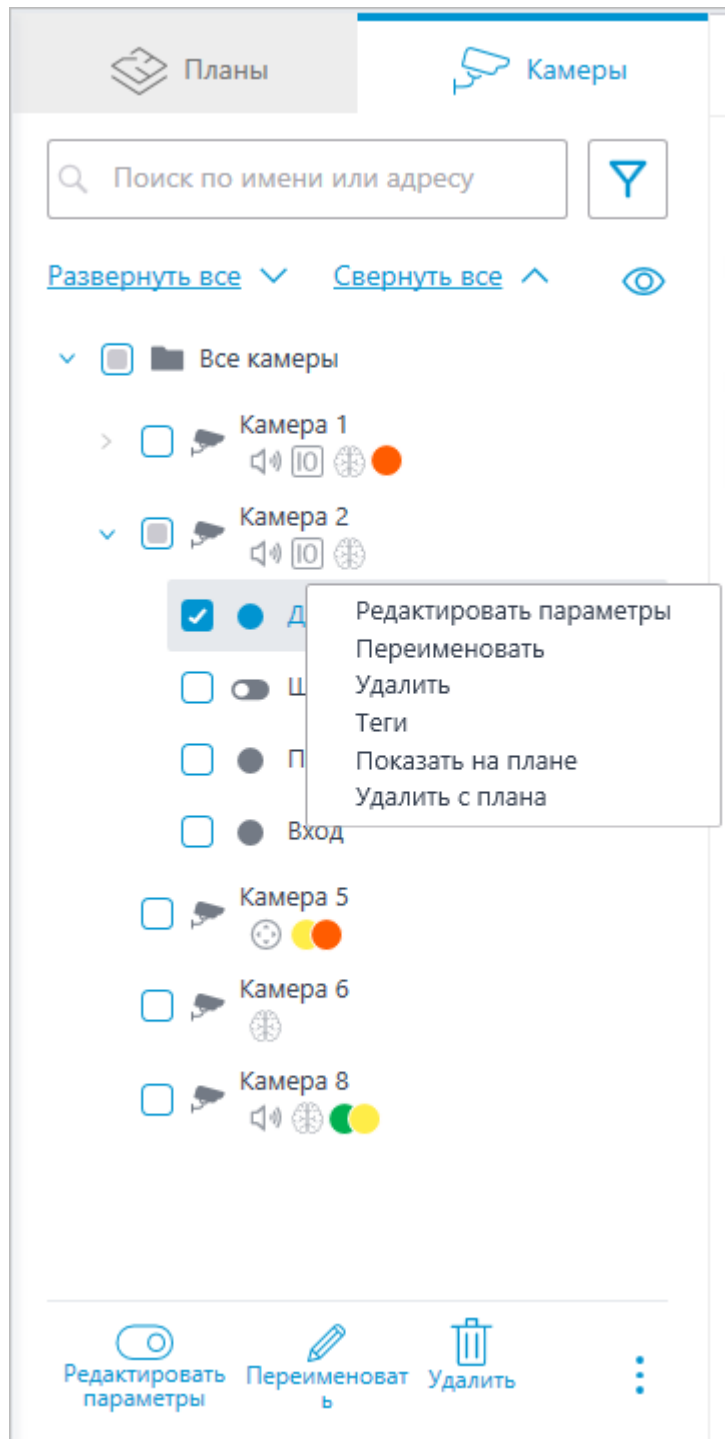 Планы
Камеры
Поиск по имени или адресу
Развернуть все
Свернуть все
Все камеры
Камера 1
IO
Камера 2
IO
Редактировать параметры
Переименовать
Удалить
Теги
Показать на плане
Удалить с плана
Вход
Камера 5
Камера 6
Камера 8
Редактировать
параметры
Переименоват
ь
Удалить